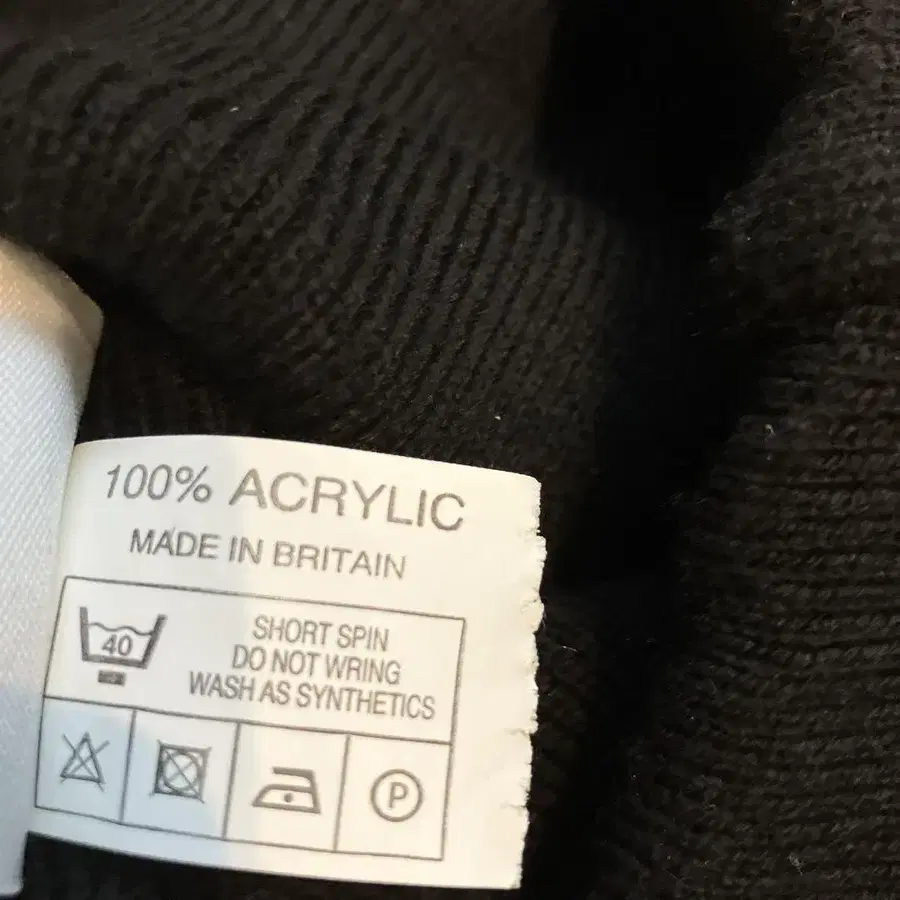 100% ACRYLIC
MADE IN BRITAIN
40
SHORT SPIN
DO NOT WRING
WASH AS SYNTHETICS
P